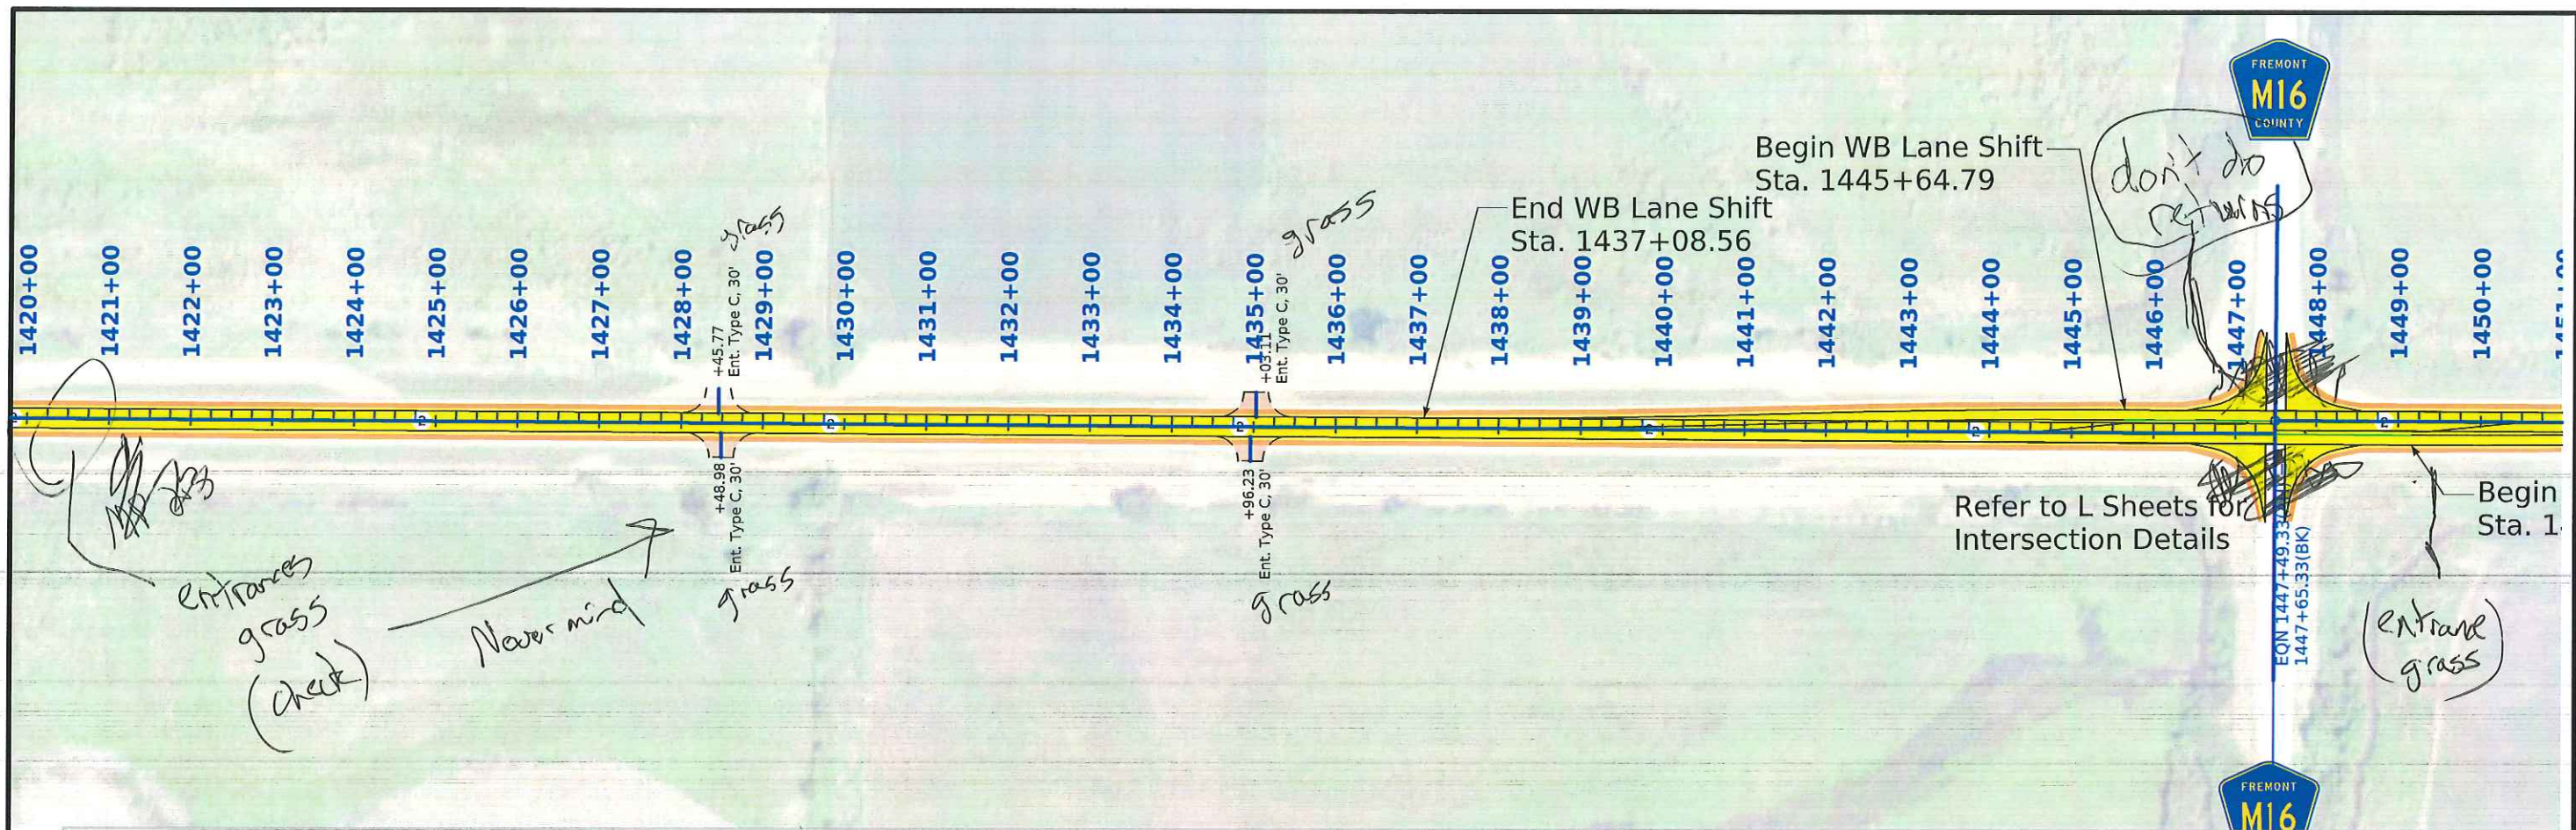 FREMONT
M16
COUNTY
don't do
returns
Begin WB Lane Shift
Sta. 1445+64.79
End WB Lane Shift
Sta. 1437+08.56
grass
grass
1420+00
1421+00
1422+00
1423+00
1424+00
1425+00
1426+00
1427+00
1428+00
1429+00
1430+00
1431+00
1432+00
1433+00
1434+00
1435+00
1436+00
1437+00
1438+00
1439+00
1440+00
1441+00
1442+00
1443+00
1444+00
1445+00
1446+00
1447+00
1448+00
1449+00
1450+00
+45.77
Ent. Type C, 30'
+03.11
Ent. Type C, 30'
+48.98
Ent. Type C, 30'
+96.23
Ent. Type C, 30'
entrances
grass
(check)
Never mind
grass
grass
Refer to L Sheets for
Intersection Details
EQN 1447+49.33
1447+65.33(BK)
Begin
Sta. 1
(entrance
grass)
FREMONT
M16